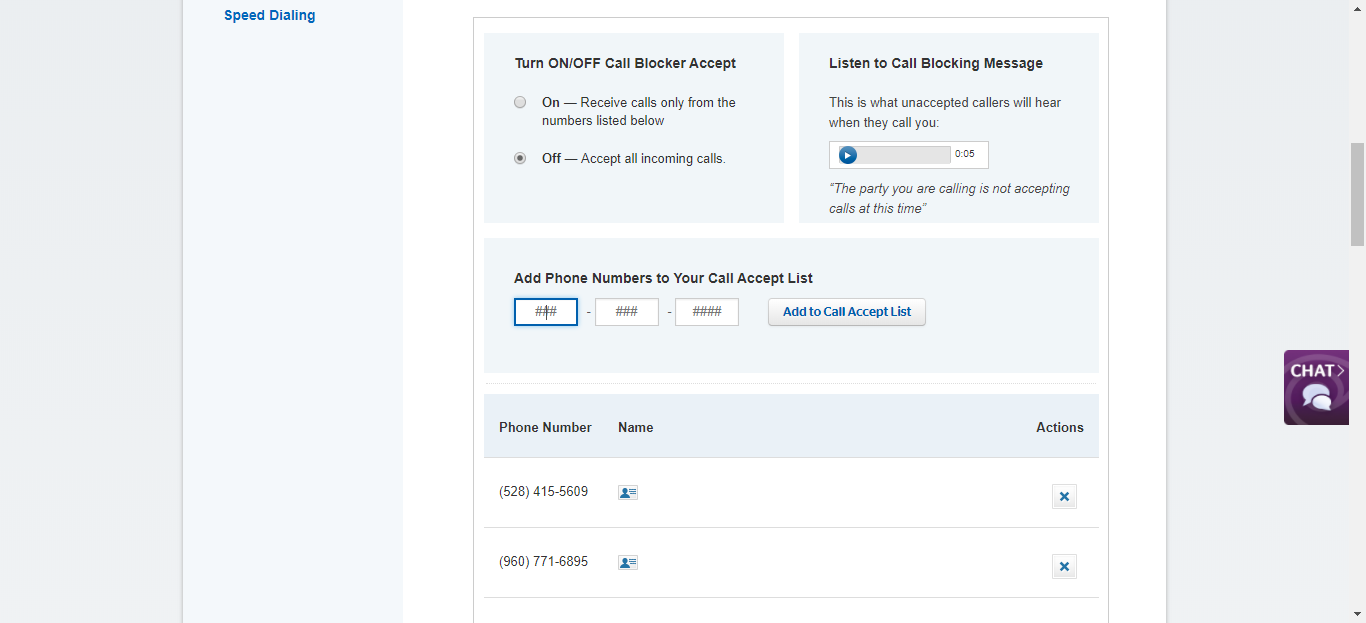 Speed Dialing
Turn ON/OFF Call Blocker Accept
On — Receive calls only from the
numbers listed below
Off — Accept all incoming calls.
Listen to Call Blocking Message
This is what unaccepted callers will hear
when they call you:
0:05
“The party you are calling is not accepting
calls at this time”
Add Phone Numbers to Your Call Accept List
### - ### - #### Add to Call Accept List
CHAT
Phone Number Name Actions
(528) 415-5609
(960) 771-6895